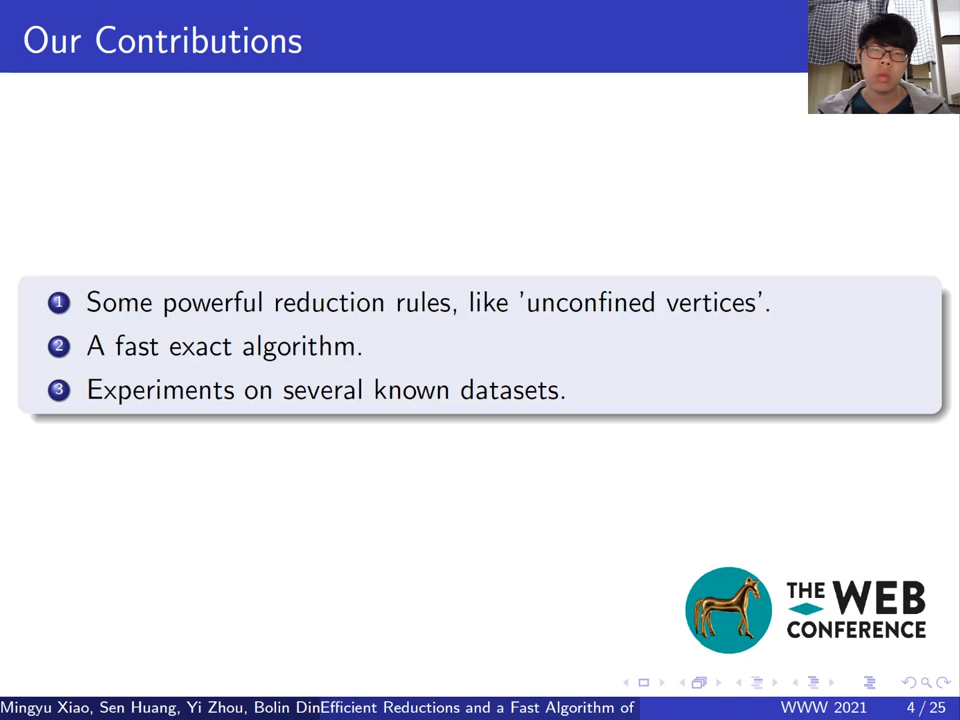 Our Contributions
1 Some powerful reduction rules, like 'unconfined vertices'.
2 A fast exact algorithm.
3 Experiments on several known datasets.
THE WEB
CONFERENCE
Mingyu Xiao, Sen Huang, Yi Zhou, Bolin Din Efficient Reductions and a Fast Algorithm of WWW 2021 4 / 25